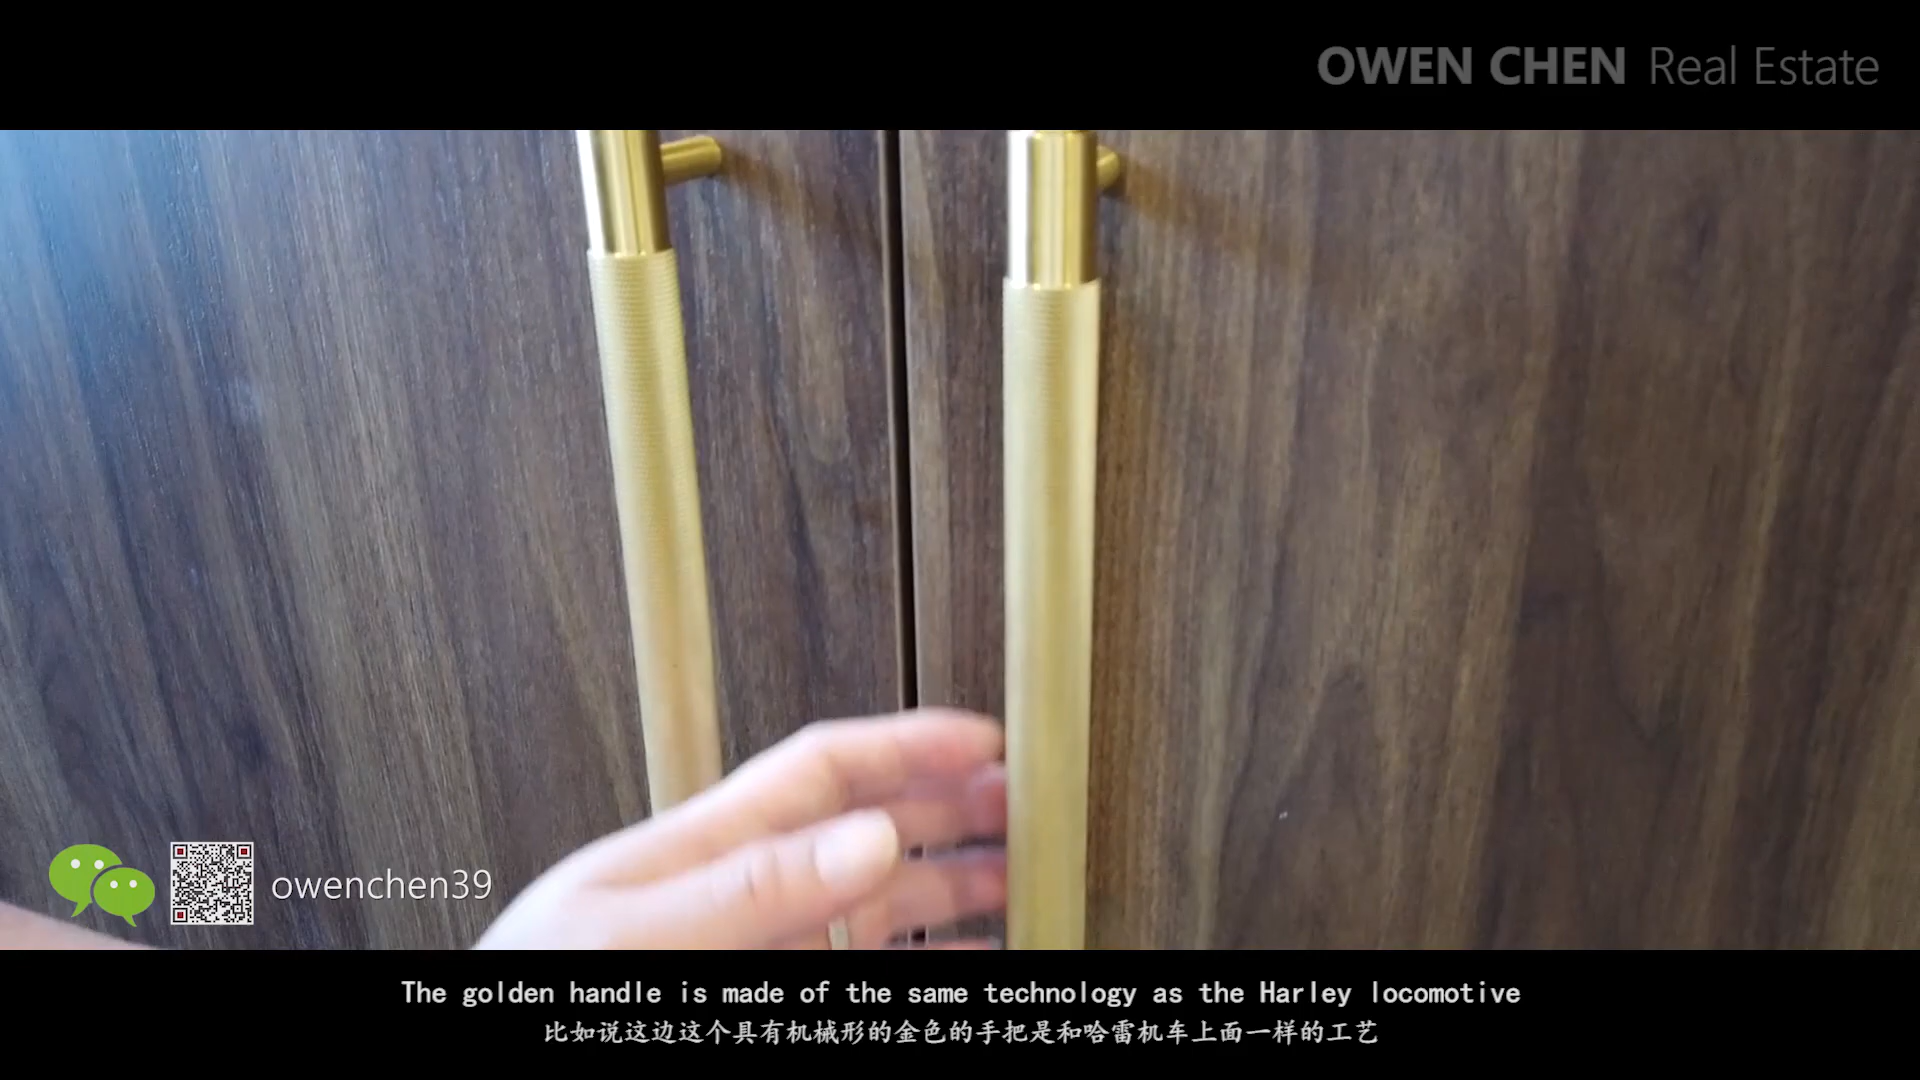 OWEN CHEN Real Estate
owenchen39
The golden handle is made of the same technology as the Harley locomotive
比如说这边这个具有机械形的金色的手把是和哈雷机车上面一样的工艺